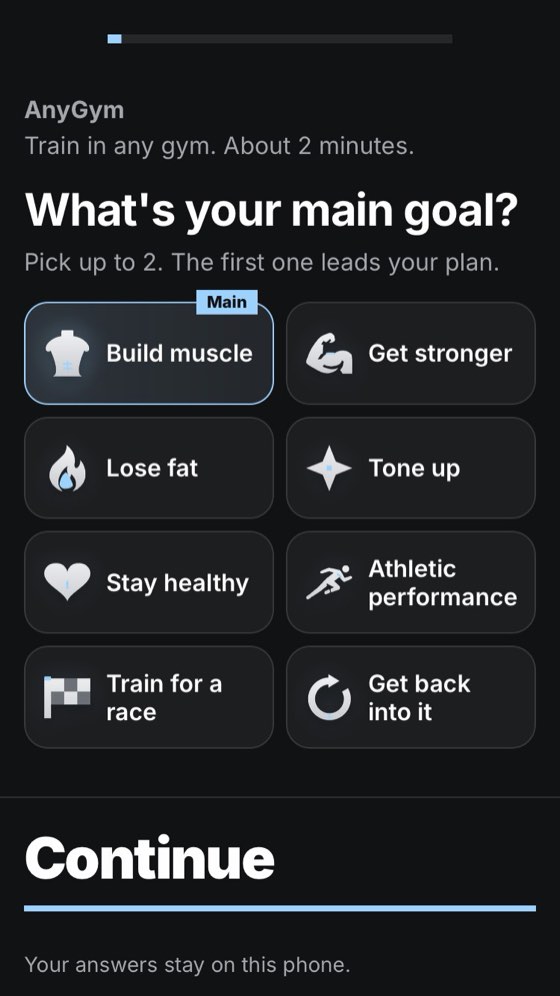 AnyGym
Train in any gym. About 2 minutes.
What's your main goal?
Pick up to 2. The first one leads your plan.
Main
Build muscle
Get stronger
Lose fat
Tone up
Stay healthy
Athletic
performance
Train for a
race
Get back
into it
Continue
Your answers stay on this phone.